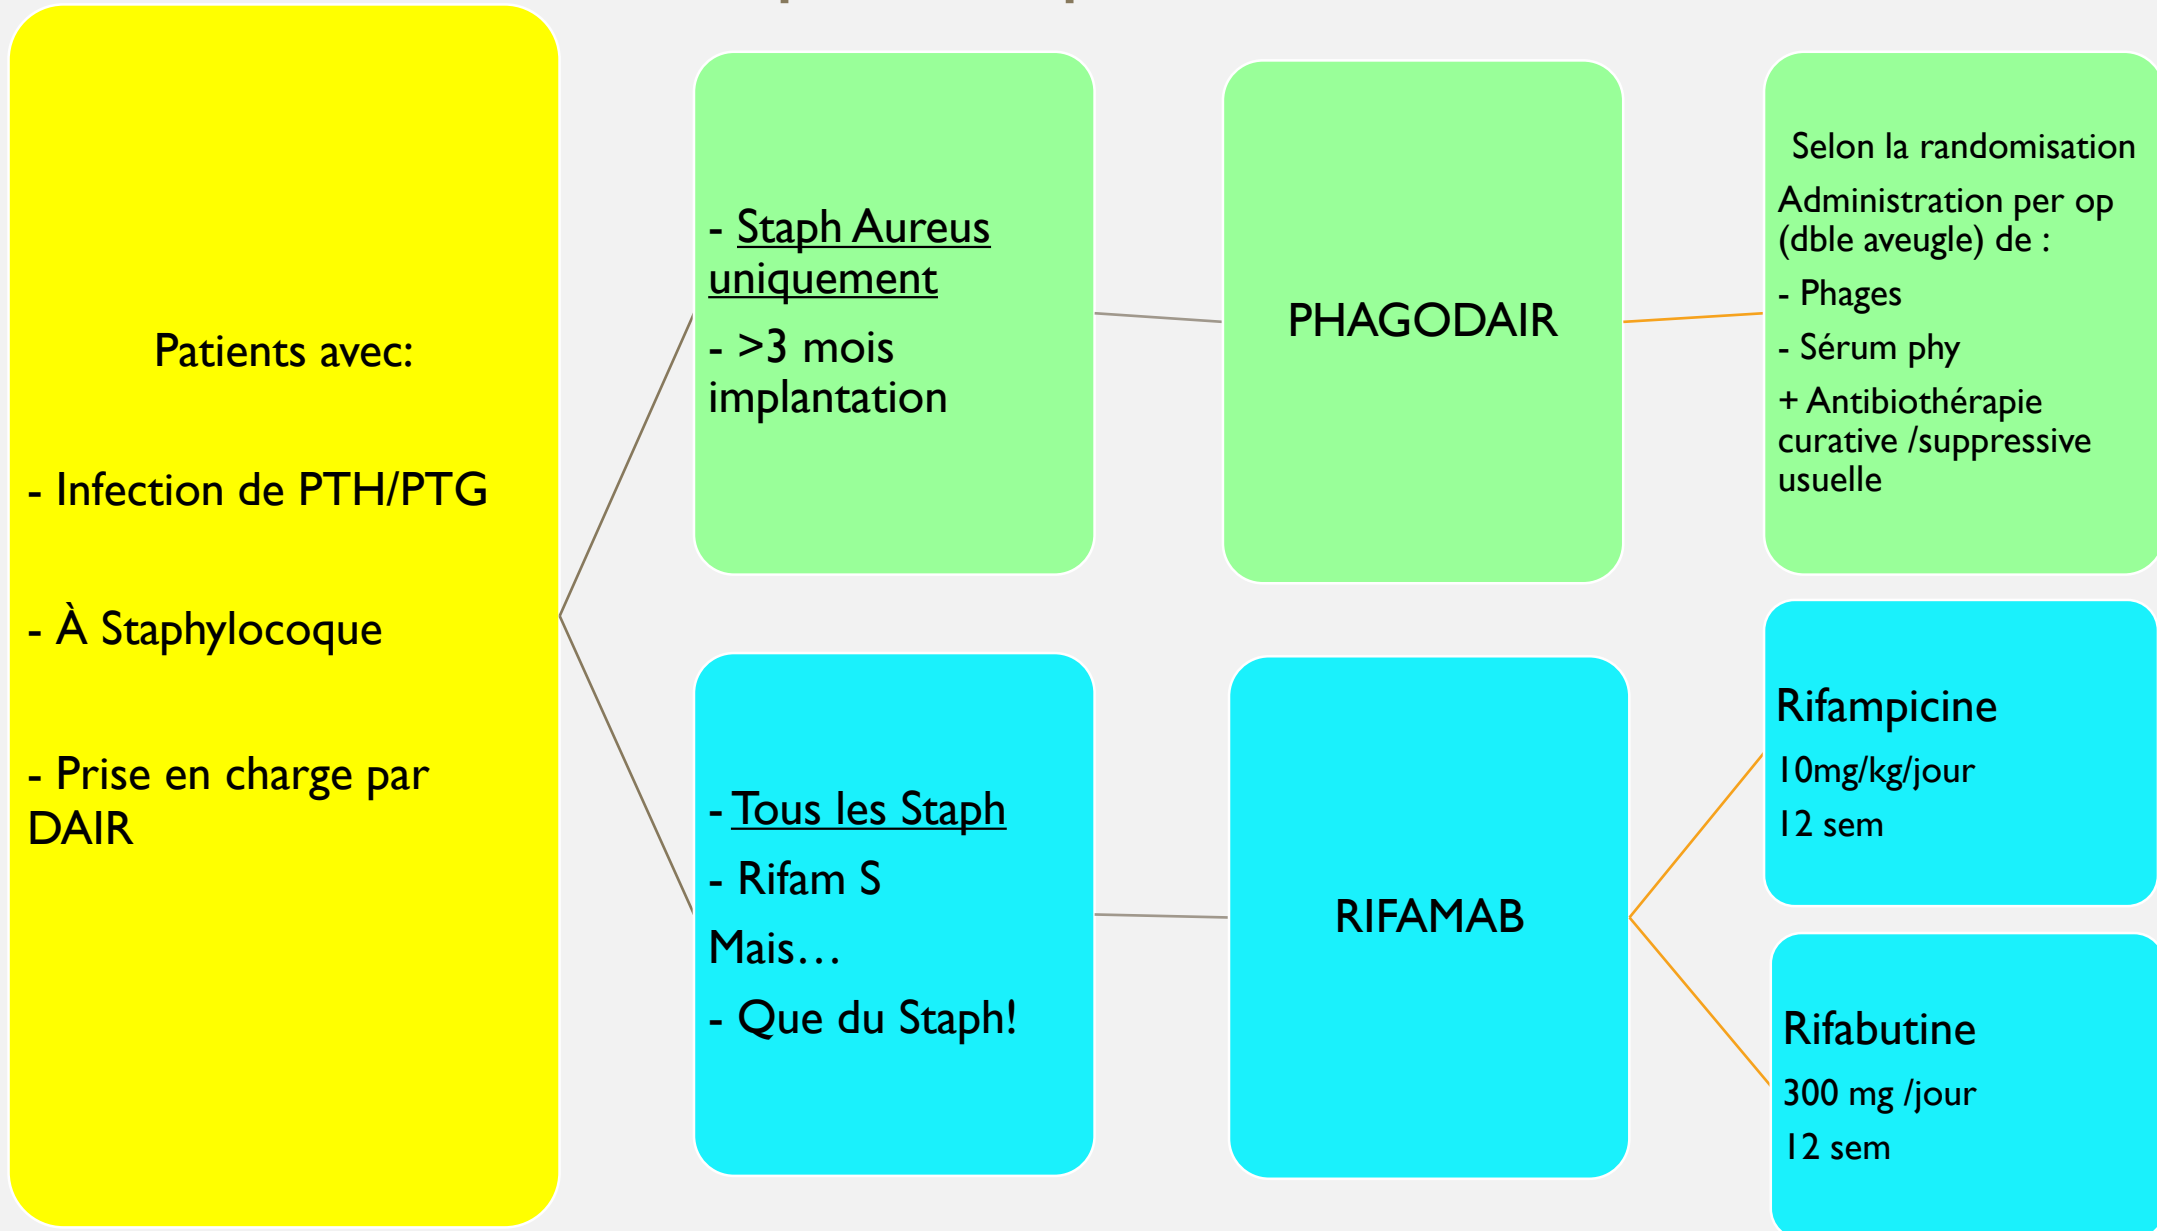 Patients avec:
- Infection de PTH/PTG
- À Staphylocoque
- Prise en charge par
DAIR
- Staph Aureus
uniquement
- >3 mois
implantation
PHAGODAIR
Selon la randomisation
Administration per op
(dble aveugle) de :
- Phages
- Sérum phy
+ Antibiothérapie
curative /suppressive
usuelle
- Tous les Staph
- Rifam S
Mais…
- Que du Staph!
RIFAMAB
Rifampicine
10mg/kg/jour
12 sem
Rifabutine
300 mg /jour
12 sem